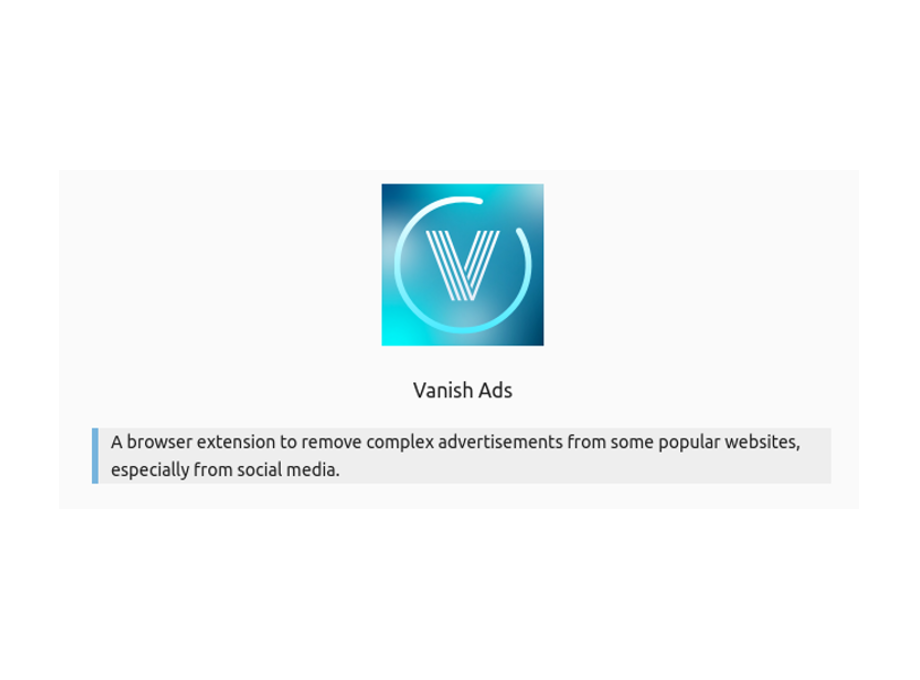 V
Vanish Ads
A browser extension to remove complex advertisements from some popular websites,
especially from social media.